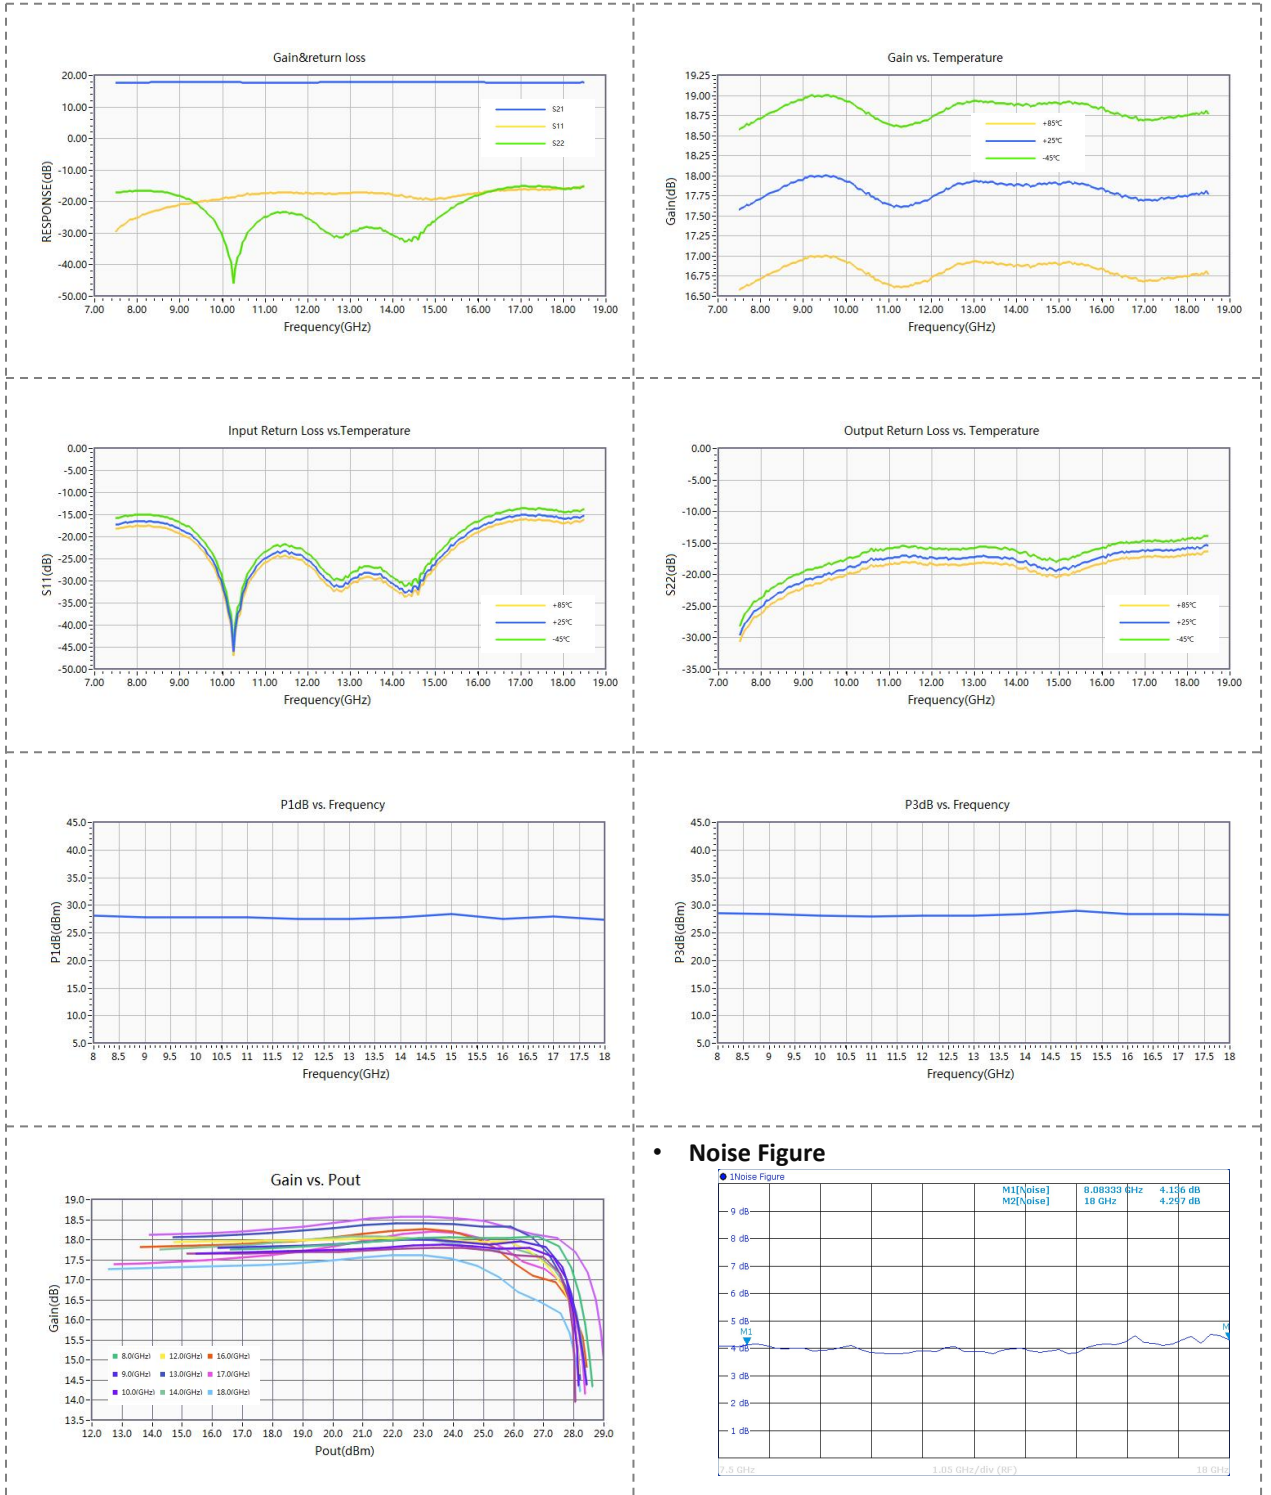 Gain&return loss
20.00
10.00
0.00
-10.00
-20.00
-30.00
-40.00
-50.00
RESPONSE(dB)
S21
S11
S22
7.00 8.00 9.00 10.00 11.00 12.00 13.00 14.00 15.00 16.00 17.00 18.00 19.00
Frequency(GHz)
Gain vs. Temperature
19.25
19.00
18.75
18.50
18.25
18.00
17.75
17.50
17.25
17.00
16.75
16.50
Gain(dB)
+85℃
+25℃
-45℃
7.00 8.00 9.00 10.00 11.00 12.00 13.00 14.00 15.00 16.00 17.00 18.00 19.00
Frequency(GHz)
Input Return Loss vs.Temperature
0.00
-5.00
-10.00
-15.00
-20.00
-25.00
-30.00
-35.00
-40.00
-45.00
-50.00
S11(dB)
+85℃
+25℃
-45℃
7.00 8.00 9.00 10.00 11.00 12.00 13.00 14.00 15.00 16.00 17.00 18.00 19.00
Frequency(GHz)
Output Return Loss vs. Temperature
0.00
-5.00
-10.00
-15.00
-20.00
-25.00
-30.00
-35.00
S22(dB)
+85℃
+25℃
-45℃
7.00 8.00 9.00 10.00 11.00 12.00 13.00 14.00 15.00 16.00 17.00 18.00 19.00
Frequency(GHz)
P1dB vs. Frequency
45.0
40.0
35.0
30.0
25.0
20.0
15.0
10.0
5.0
P1dB(dBm)
8 8.5 9 9.5 10 10.5 11 11.5 12 12.5 13 13.5 14 14.5 15 15.5 16 16.5 17 17.5 18
Frequency(GHz)
P3dB vs. Frequency
45.0
40.0
35.0
30.0
25.0
20.0
15.0
10.0
5.0
P3dB(dBm)
8 8.5 9 9.5 10 10.5 11 11.5 12 12.5 13 13.5 14 14.5 15 15.5 16 16.5 17 17.5 18
Frequency(GHz)
Gain vs. Pout
19.0
18.5
18.0
17.5
17.0
16.5
16.0
15.5
15.0
14.5
14.0
13.5
Gain(dB)
8.0(GHz) 12.0(GHz) 16.0(GHz)
9.0(GHz) 13.0(GHz) 17.0(GHz)
10.0(GHz) 14.0(GHz) 18.0(GHz)
12.0 13.0 14.0 15.0 16.0 17.0 18.0 19.0 20.0 21.0 22.0 23.0 24.0 25.0 26.0 27.0 28.0 29.0
Pout(dBm)
• Noise Figure
1Noise Figure
M1[Noise] 8.08333 GHz 4.136 dB
M2[Noise] 18 GHz 4.297 dB
9 dB
8 dB
7 dB
6 dB
5 dB
M1 M
4 dB
3 dB
2 dB
1 dB
7.5 GHz 1.05 GHz/div (RF) 18 GHz